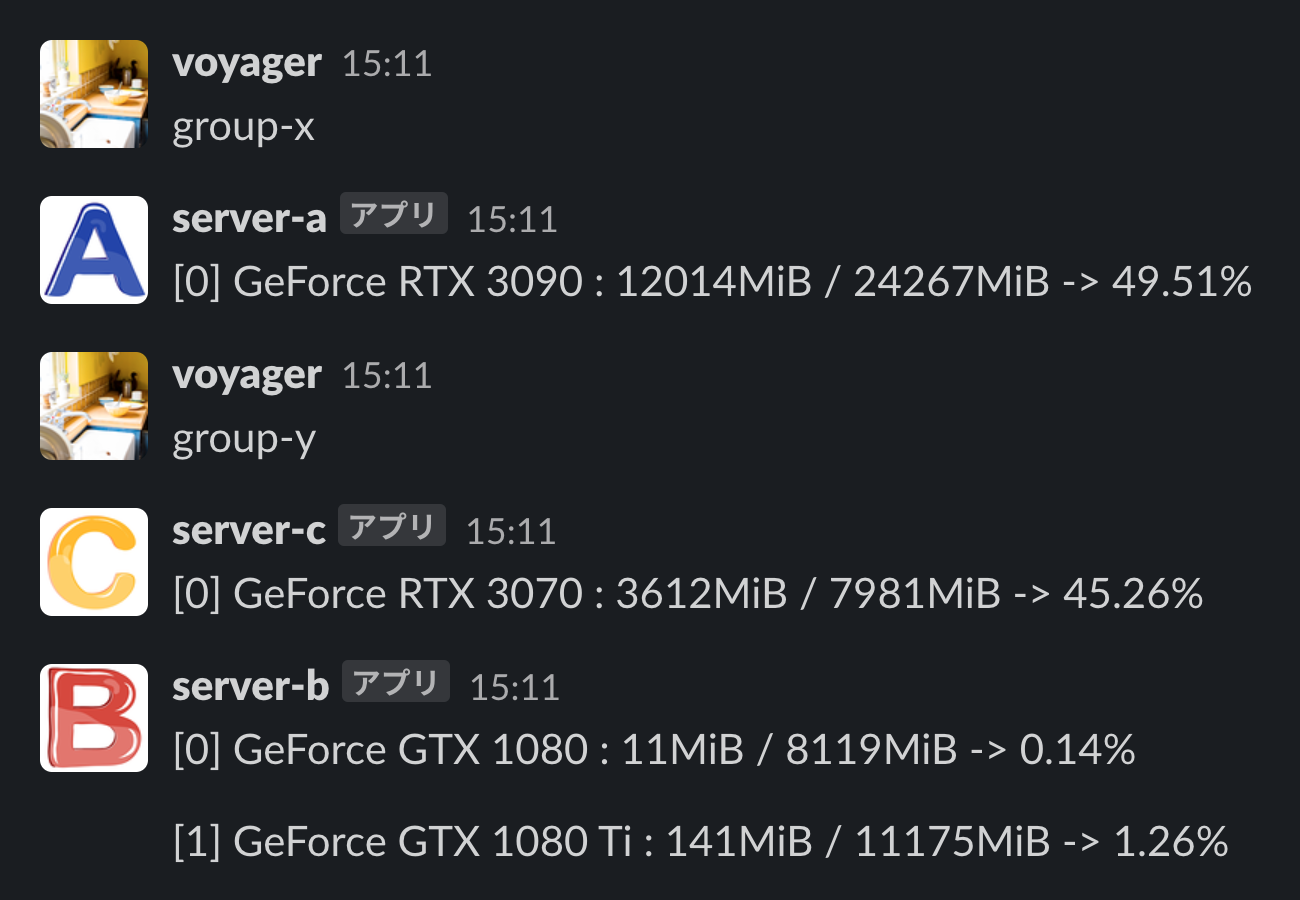 voyager 15:11
group-x
server-a アプリ 15:11
[0] GeForce RTX 3090 : 12014MiB / 24267MiB -> 49.51%
voyager 15:11
group-y
server-c アプリ 15:11
[0] GeForce RTX 3070 : 3612MiB / 7981MiB -> 45.26%
server-b アプリ 15:11
[0] GeForce GTX 1080 : 11MiB / 8119MiB -> 0.14%
[1] GeForce GTX 1080 Ti : 141MiB / 11175MiB -> 1.26%